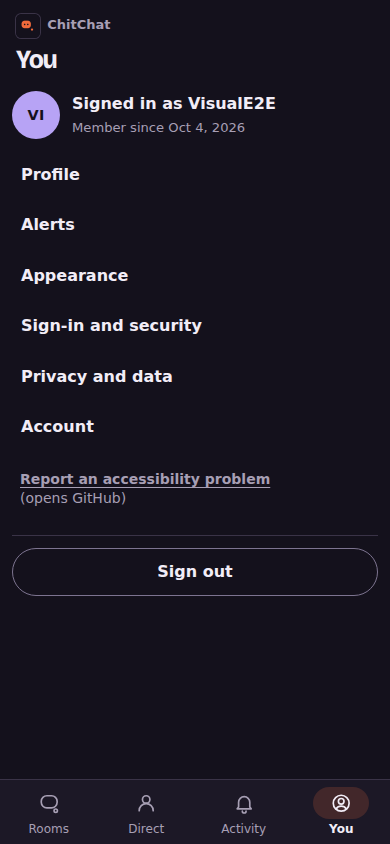 ChitChat
You
VI
Signed in as VisualE2E
Member since Oct 4, 2026
Profile
Alerts
Appearance
Sign-in and security
Privacy and data
Account
Report an accessibility problem
(opens GitHub)
Sign out
Rooms
Direct
Activity
You